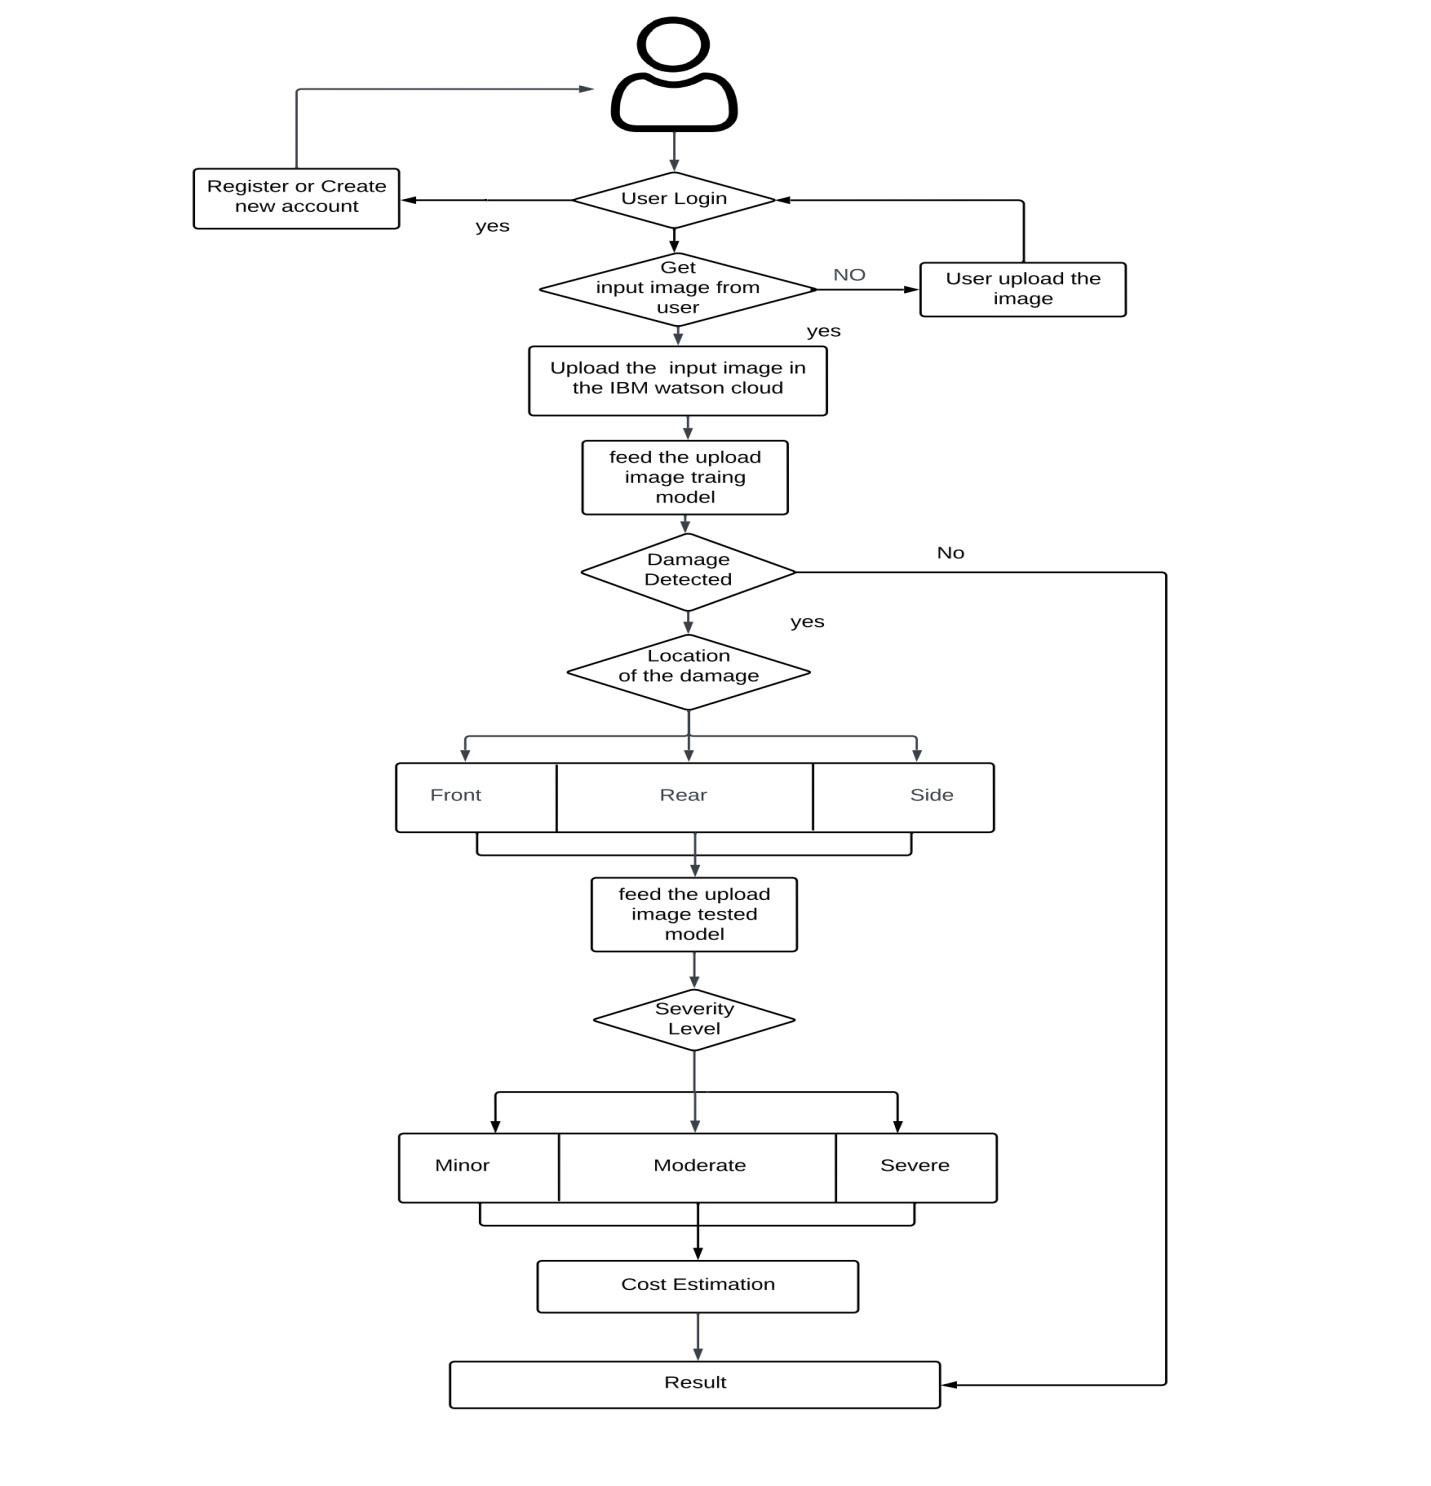 Register or Create
new account
User Login
yes
Get
input image from
user
NO
User upload the
image
yes
Upload the  input image in
the IBM watson cloud
feed the upload
image traing
model
Damage
Detected
No
yes
Location
of the damage
Front
Rear
Side
feed the upload
image tested
model
Severity
Level
Minor
Moderate
Severe
Cost Estimation
Result